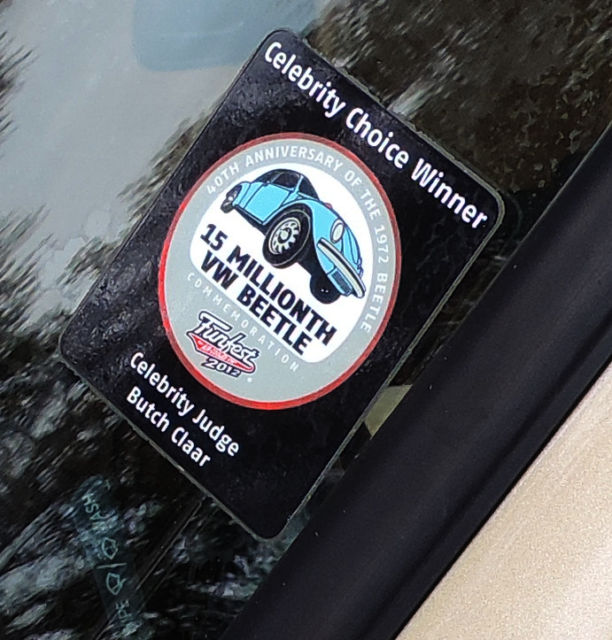 Celebrity Choice Winner
40TH ANNIVERSARY OF THE 1972 BEETLE
15 MILLIONTH
VW BEETLE
COMMEMORATION
Funfest
2012
Celebrity Judge
Butch Claar